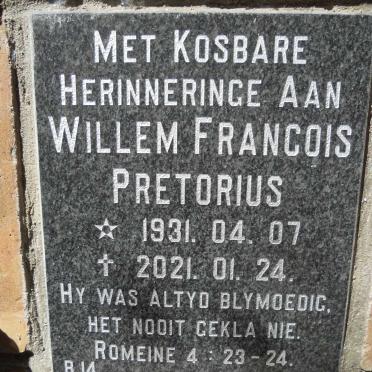 MET KOSBARE
HERINNERINGE AAN
WILLEM FRANCOIS
PRETORIUS
☆ 1931. 04. 07
✝ 2021. 01. 24.
HY WAS ALTYD BLYMOEDIG,
HET NOOIT GEKLA NIE.
ROMEINE 4 : 23-24.
B 14